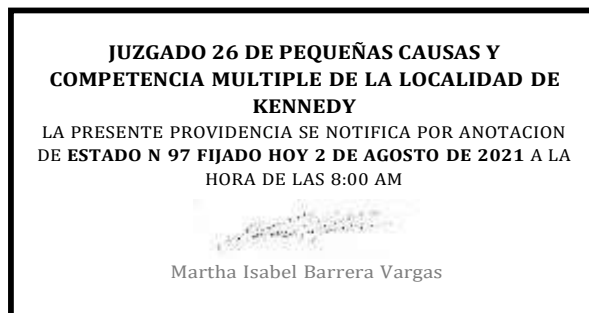 JUZGADO 26 DE PEQUEÑAS CAUSAS Y
COMPETENCIA MULTIPLE DE LA LOCALIDAD DE
KENNEDY
LA PRESENTE PROVIDENCIA SE NOTIFICA POR ANOTACION
DE ESTADO N 97 FIJADO HOY 2 DE AGOSTO DE 2021 A LA
HORA DE LAS 8:00 AM
Martha Isabel Barrera Vargas